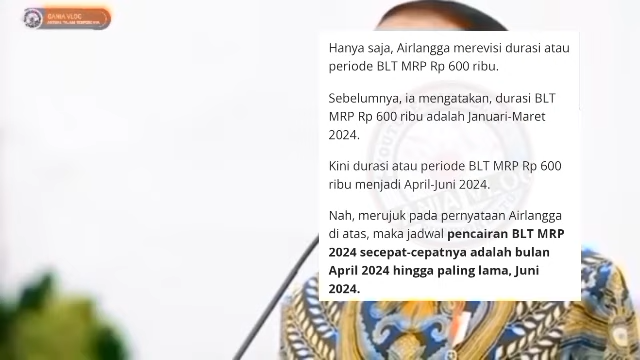 Hanya saja, Airlangga merevisi durasi atau
periode BLT MRP Rp 600 ribu.
Sebelumnya, ia mengatakan, durasi BLT
MRP Rp 600 ribu adalah Januari-Maret
2024.
Kini durasi atau periode BLT MRP Rp 600
ribu menjadi April-Juni 2024.
Nah, merujuk pada pernyataan Airlangga
di atas, maka jadwal pencairan BLT MRP
2024 secepat-cepatnya adalah bulan
April 2024 hingga paling lama, Juni
2024.